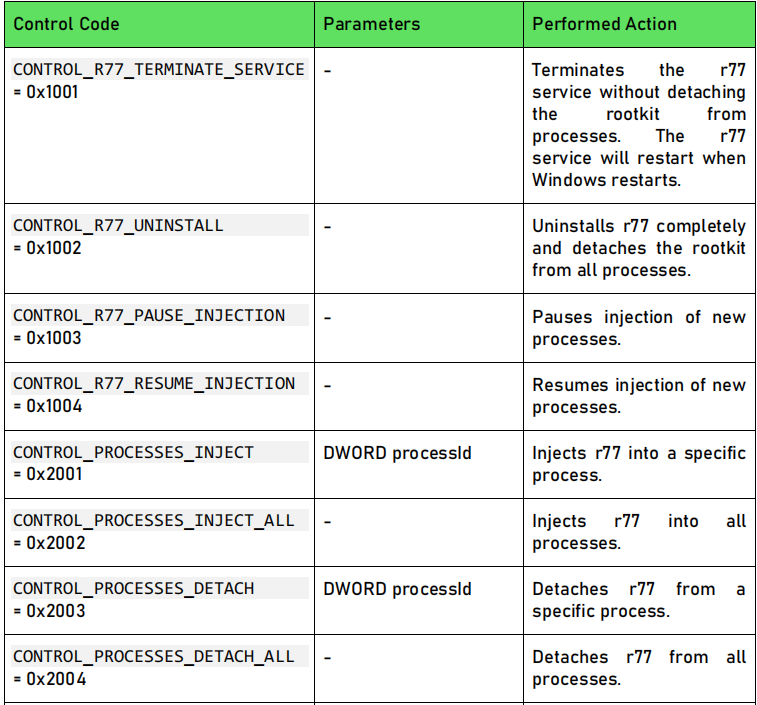 Control Code Parameters Performed Action
CONTROL_R77_TERMINATE_SERVICE - Terminates the r77
= 0x1001 service without detaching
the rootkit from
processes. The r77
service will restart when
Windows restarts.
CONTROL_R77_UNINSTALL - Uninstalls r77 completely
= 0x1002 and detaches the rootkit
from all processes.
CONTROL_R77_PAUSE_INJECTION - Pauses injection of new
= 0x1003 processes.
CONTROL_R77_RESUME_INJECTION - Resumes injection of new
= 0x1004 processes.
CONTROL_PROCESSES_INJECT DWORD processId Injects r77 into a specific
= 0x2001 process.
CONTROL_PROCESSES_INJECT_ALL - Injects r77 into all
= 0x2002 processes.
CONTROL_PROCESSES_DETACH DWORD processId Detaches r77 from a
= 0x2003 specific process.
CONTROL_PROCESSES_DETACH_ALL - Detaches r77 from all
= 0x2004 processes.